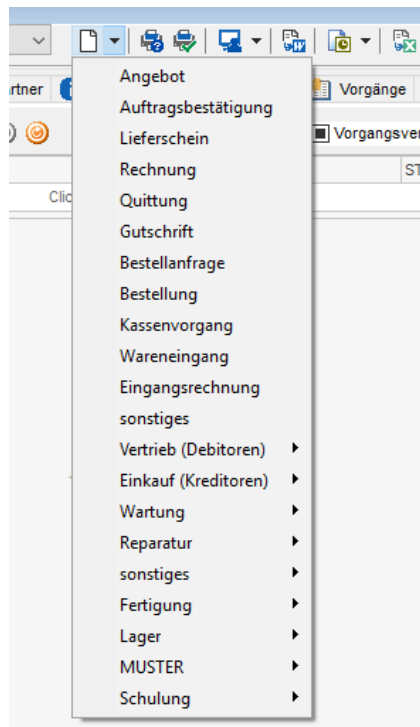 Angebot
rtner
Vorgänge
Auftragsbestätigung
Lieferschein
Vorgangsver
Rechnung
ST
Quittung
Clic
Gutschrift
Bestellanfrage
Bestellung
Kassenvorgang
Wareneingang
Eingangsrechnung
sonstiges
Vertrieb (Debitoren)
Einkauf (Kreditoren)
Wartung
Reparatur
sonstiges
Fertigung
Lager
MUSTER
Schulung